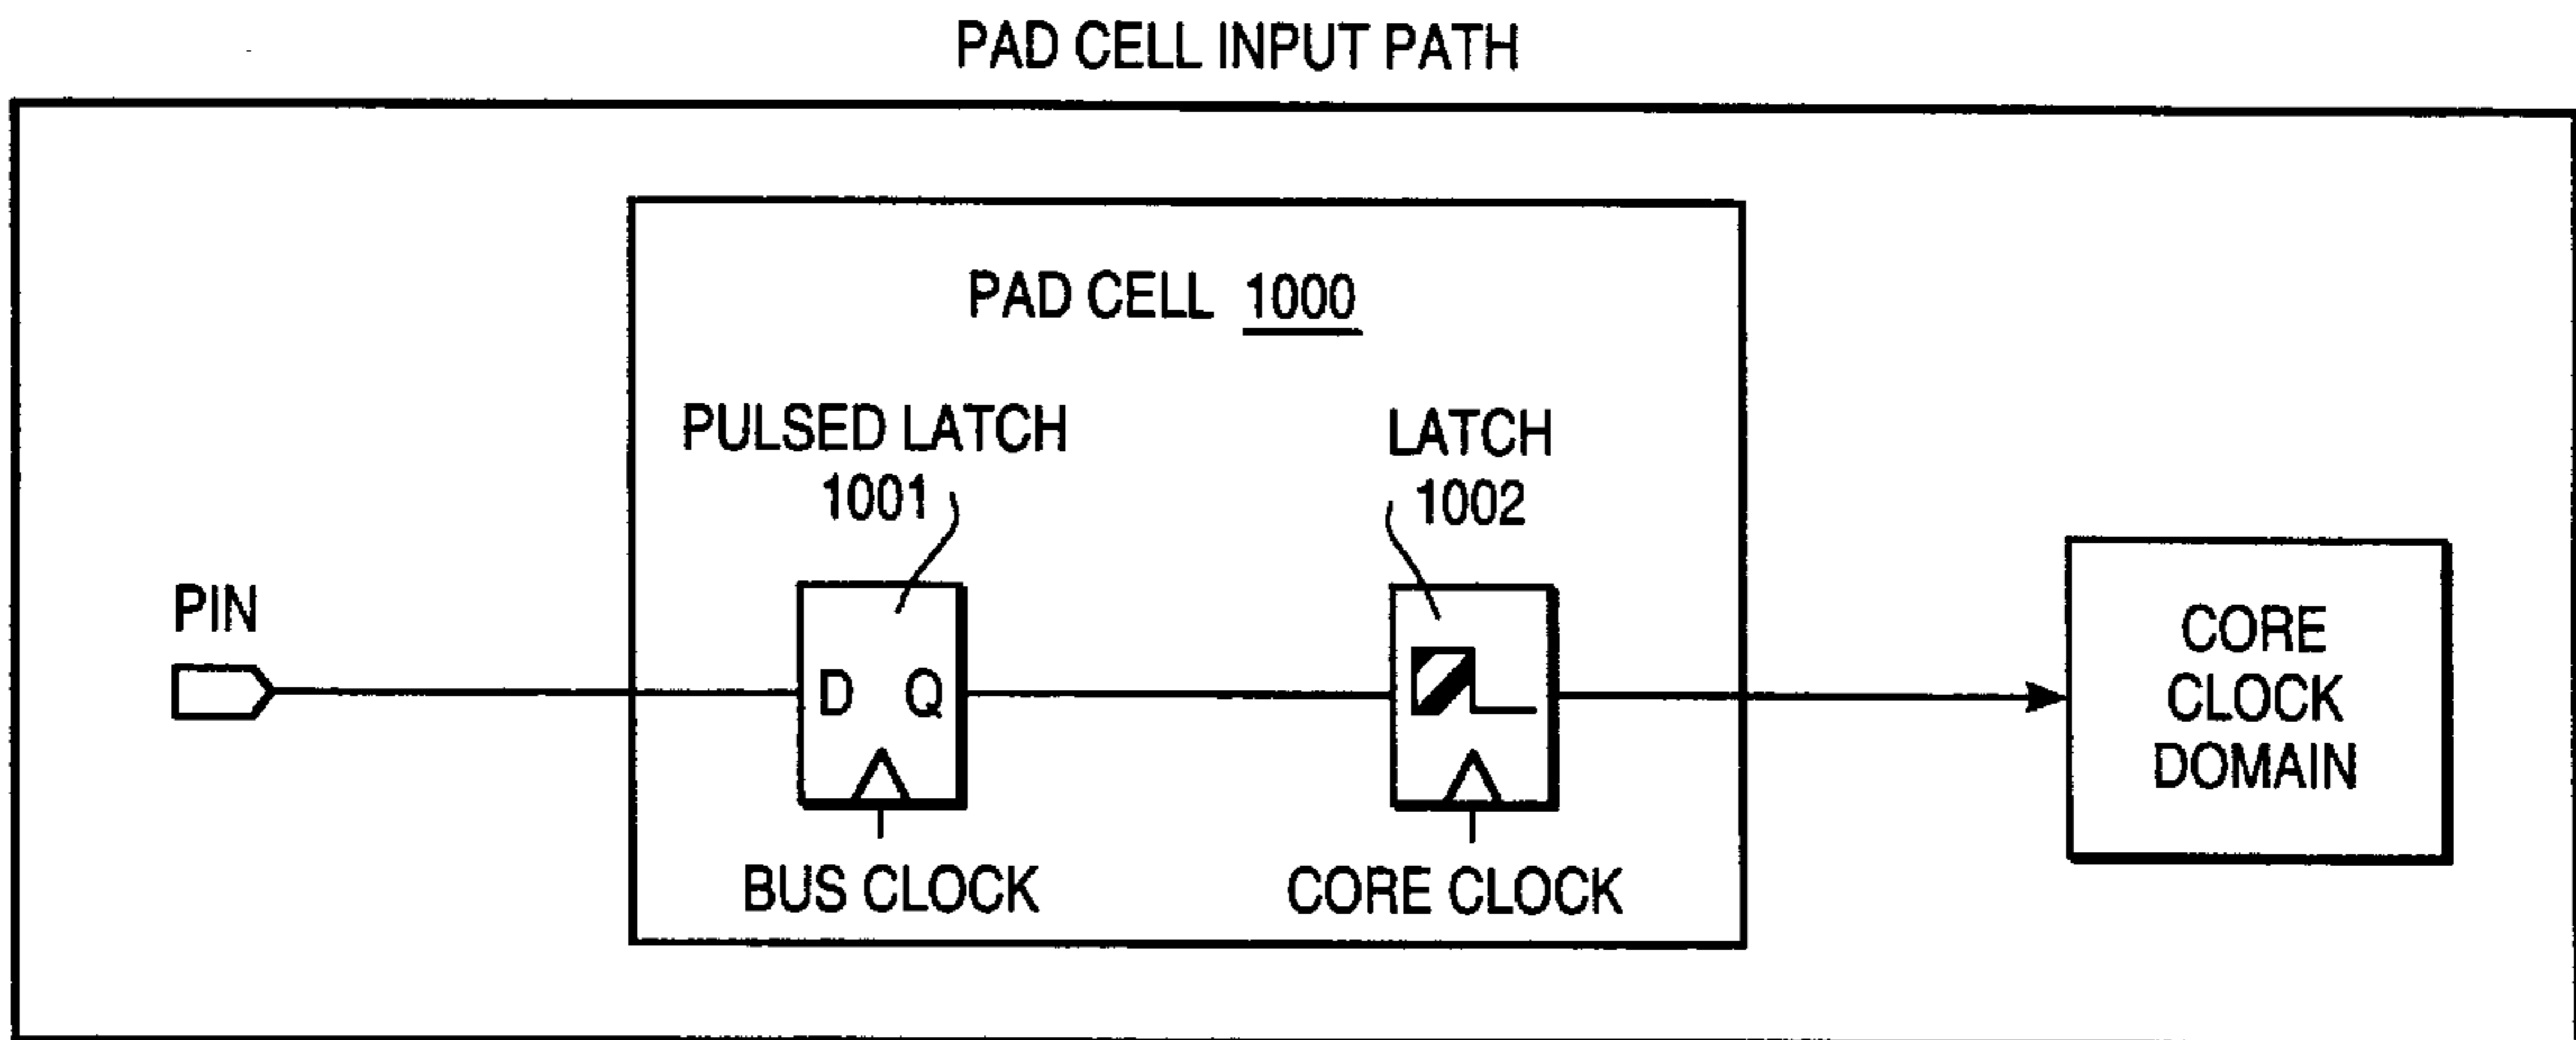 PAD CELL INPUT PATH
PAD CELL 1000
PULSED LATCH
1001
LATCH
1002
PIN
D Q
CORE
CLOCK
DOMAIN
BUS CLOCK
CORE CLOCK